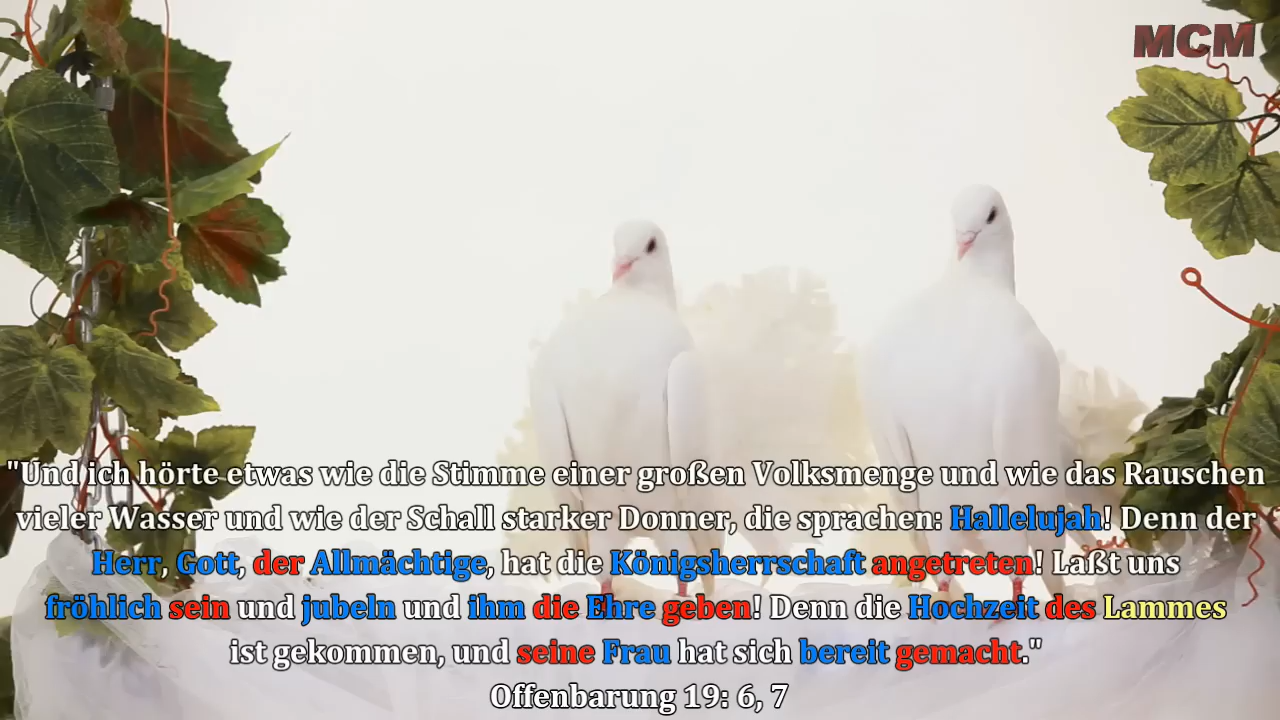 MCM
"Und ich hörte etwas wie die Stimme einer großen Volksmenge und wie das Rauschen
vieler Wasser und wie der Schall starker Donner, die sprachen: Hallelujah! Denn der
Herr, Gott, der Allmächtige, hat die Königsherrschaft angetreten! Laßt uns
fröhlich sein und jubeln und ihm die Ehre geben! Denn die Hochzeit des Lammes
ist gekommen, und seine Frau hat sich bereit gemacht."
Offenbarung 19: 6, 7